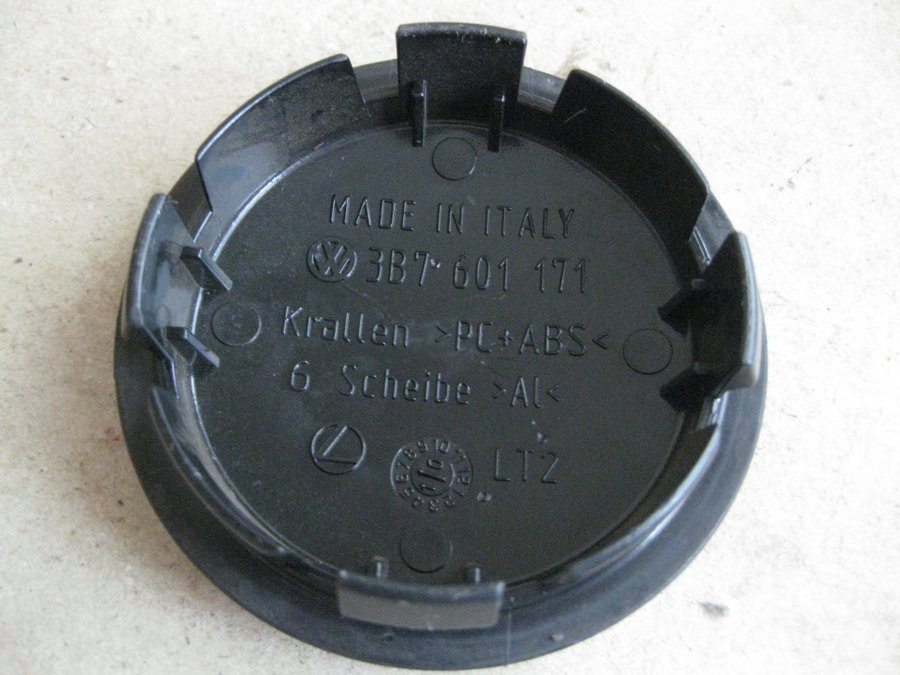 MADE IN ITALY
3B7 601 171
Krallen >PC+ABS<
6 Scheibe >Al<
LT2